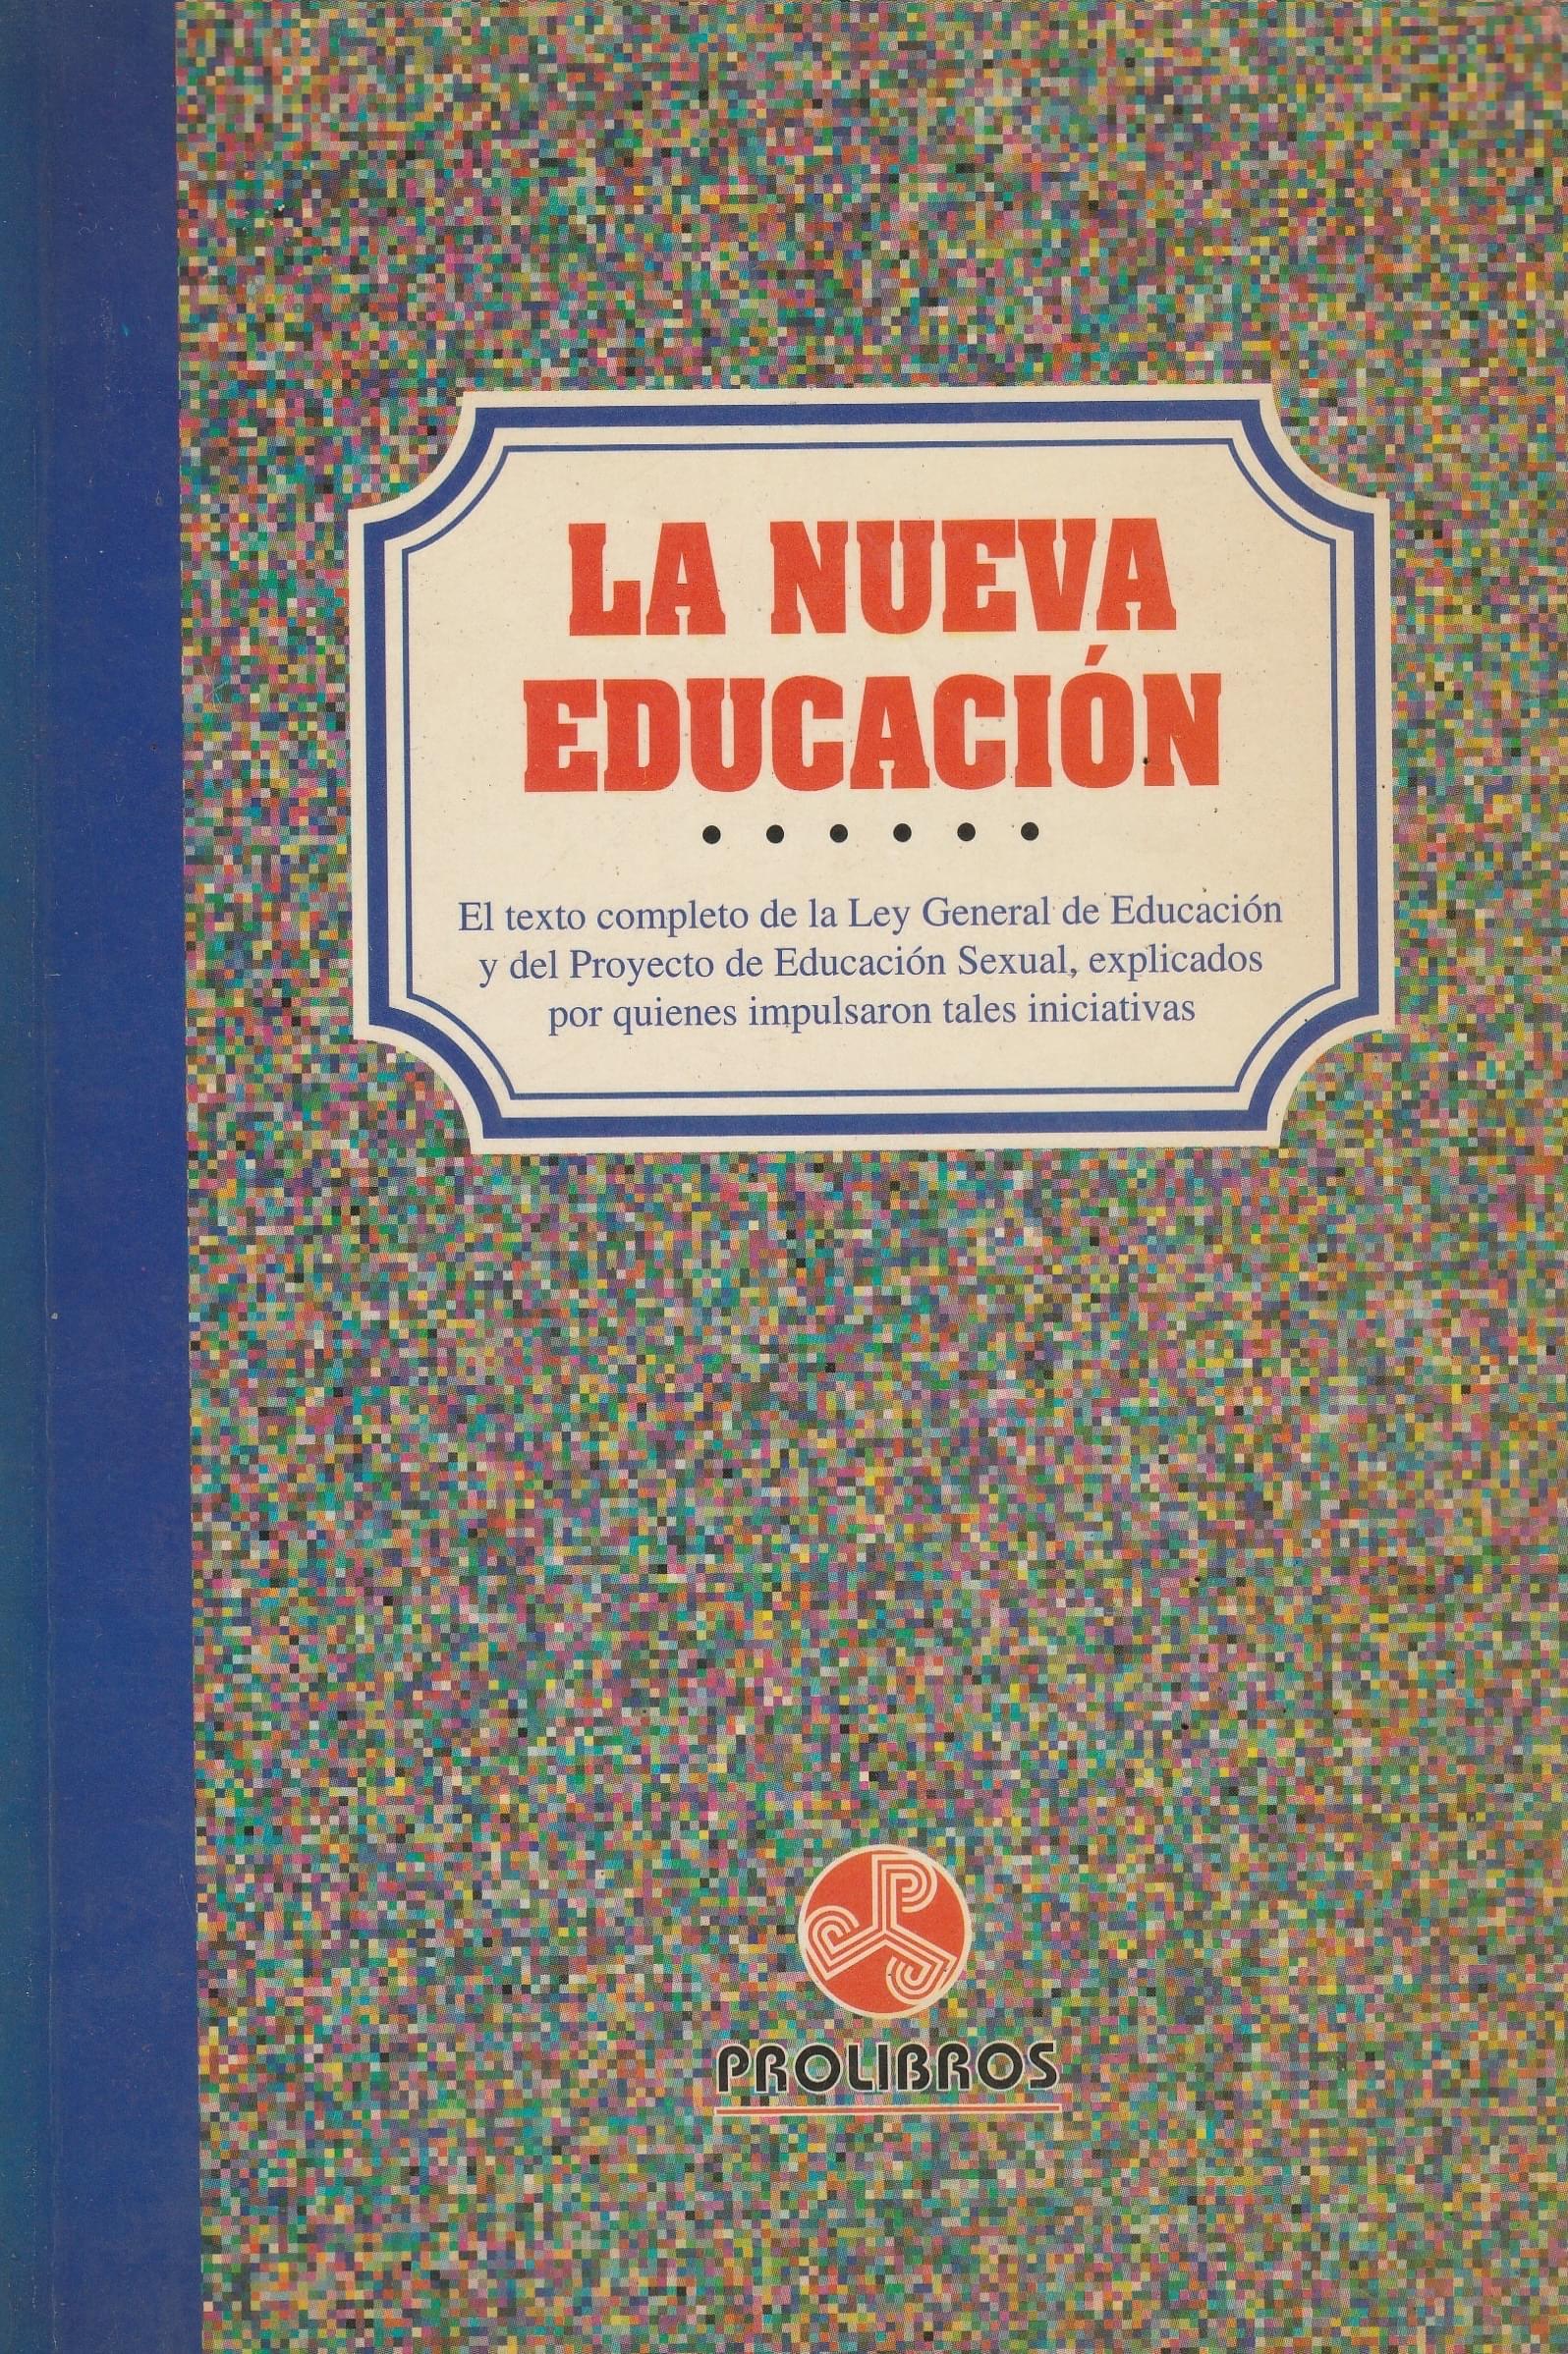 LA NUEVA
EDUCACIÓN
El texto completo de la Ley General de Educación
y del Proyecto de Educación Sexual, explicados
por quienes impulsaron tales iniciativas
PROLIBROS